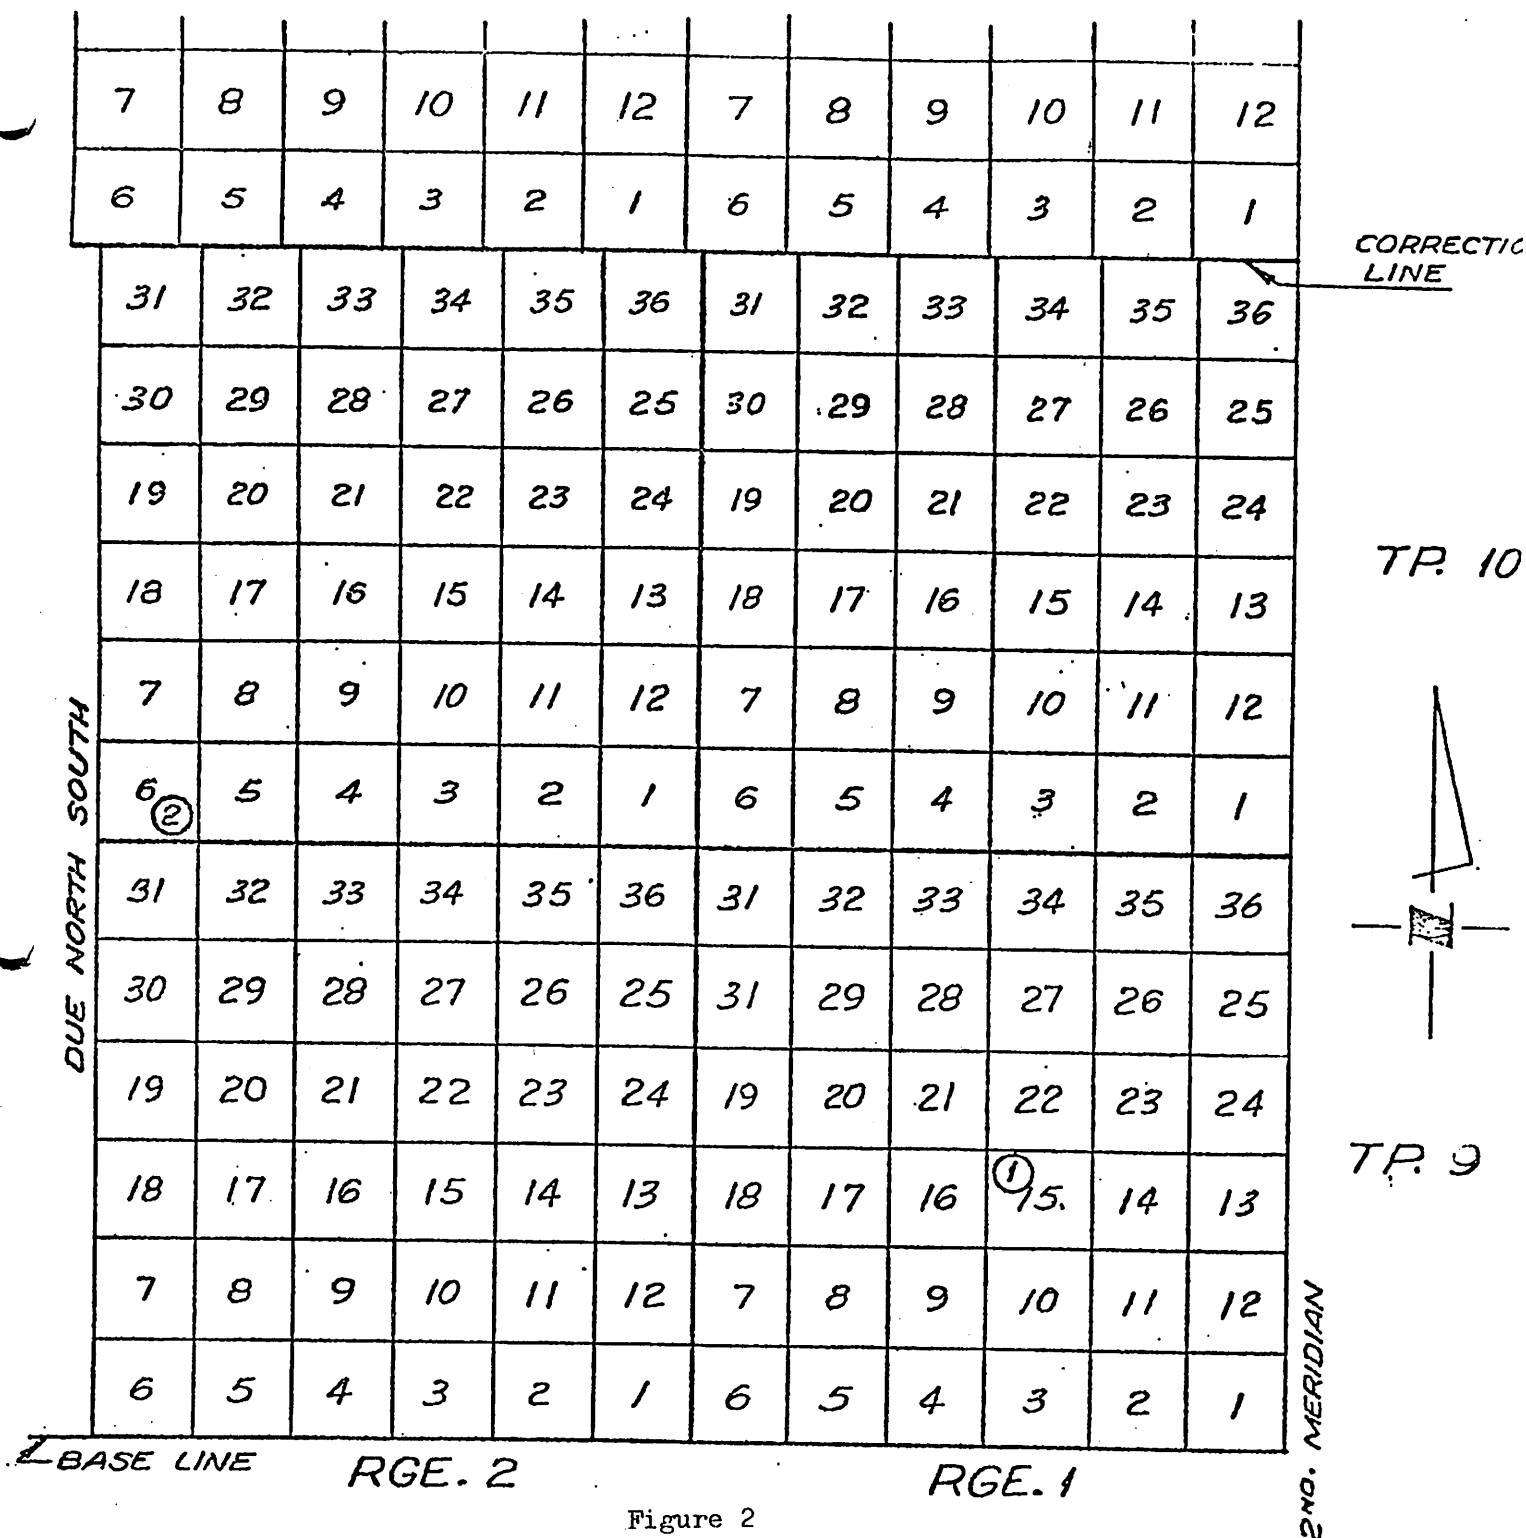 7 8 9 10 11 12 7 8 9 10 11 12
6 5 4 3 2 1 6 5 4 3 2 1
CORRECTIO
LINE
31 32 33 34 35 36 31 32 33 34 35 36
30 29 28 27 26 25 30 29 28 27 26 25
19 20 21 22 23 24 19 20 21 22 23 24
TP. 10
18 17 16 15 14 13 18 17 16 15 14 13
7 8 9 10 11 12 7 8 9 10 11 12
6 ② 5 4 3 2 1 6 5 4 3 2 1
DUE NORTH SOUTH
31 32 33 34 35 36 31 32 33 34 35 36
30 29 28 27 26 25 31 29 28 27 26 25
19 20 21 22 23 24 19 20 21 22 23 24
TP. 9
18 17 16 15 14 13 18 17 16 ① 15 14 13
7 8 9 10 11 12 7 8 9 10 11 12
6 5 4 3 2 1 6 5 4 3 2 1
2ND. MERIDIAN
BASE LINE
RGE. 2
RGE. 1
Figure 2